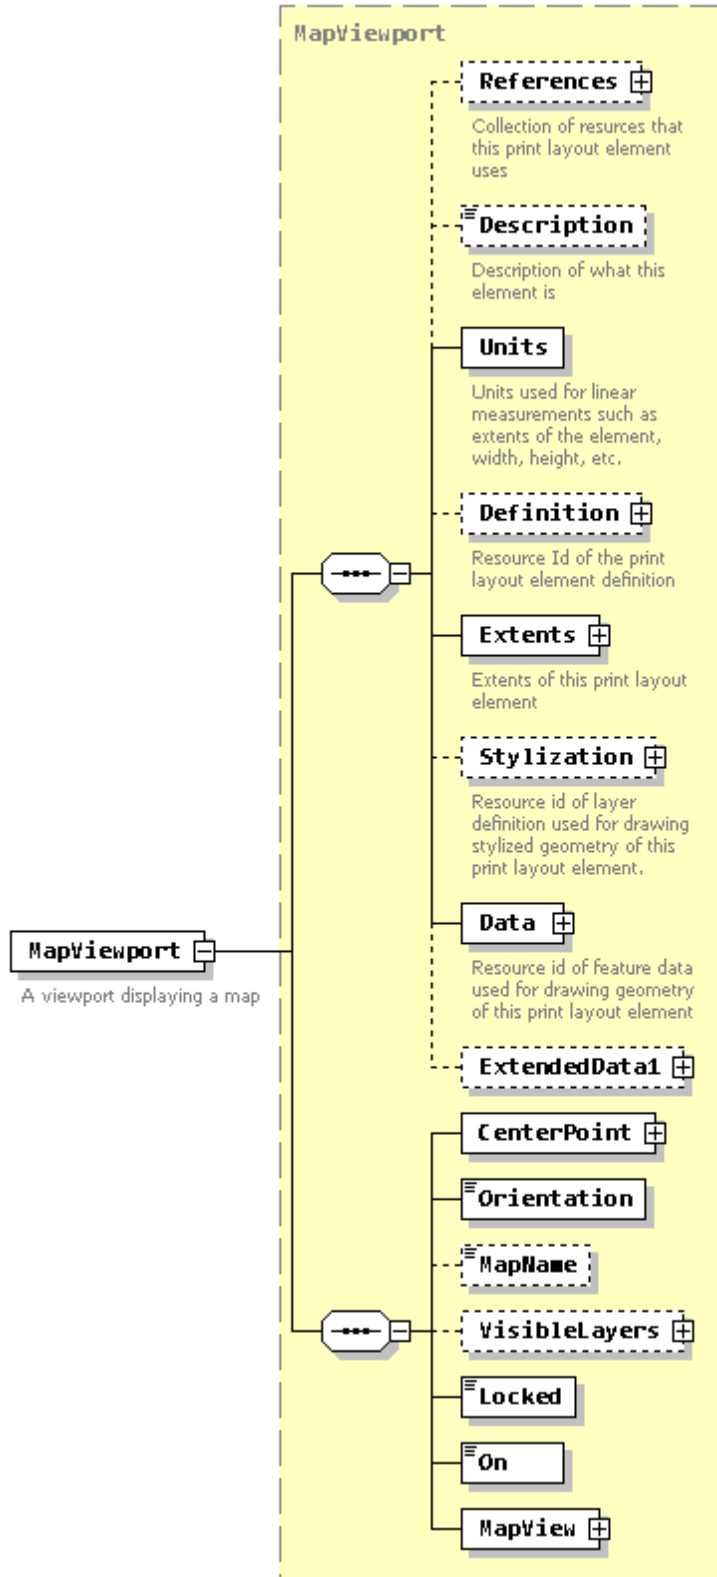 MapViewport
References
Collection of resurces that
this print layout element
uses
Description
Description of what this
element is
Units
Units used for linear
measurements such as
extents of the element,
width, height, etc.
Definition
Resource Id of the print
layout element definition
Extents
Extents of this print layout
element
Stylization
Resource id of layer
definition used for drawing
stylized geometry of this
print layout element.
MapViewport
A viewport displaying a map
Data
Resource id of feature data
used for drawing geometry
of this print layout element
ExtendedData1
CenterPoint
Orientation
MapName
VisibleLayers
Locked
On
MapView